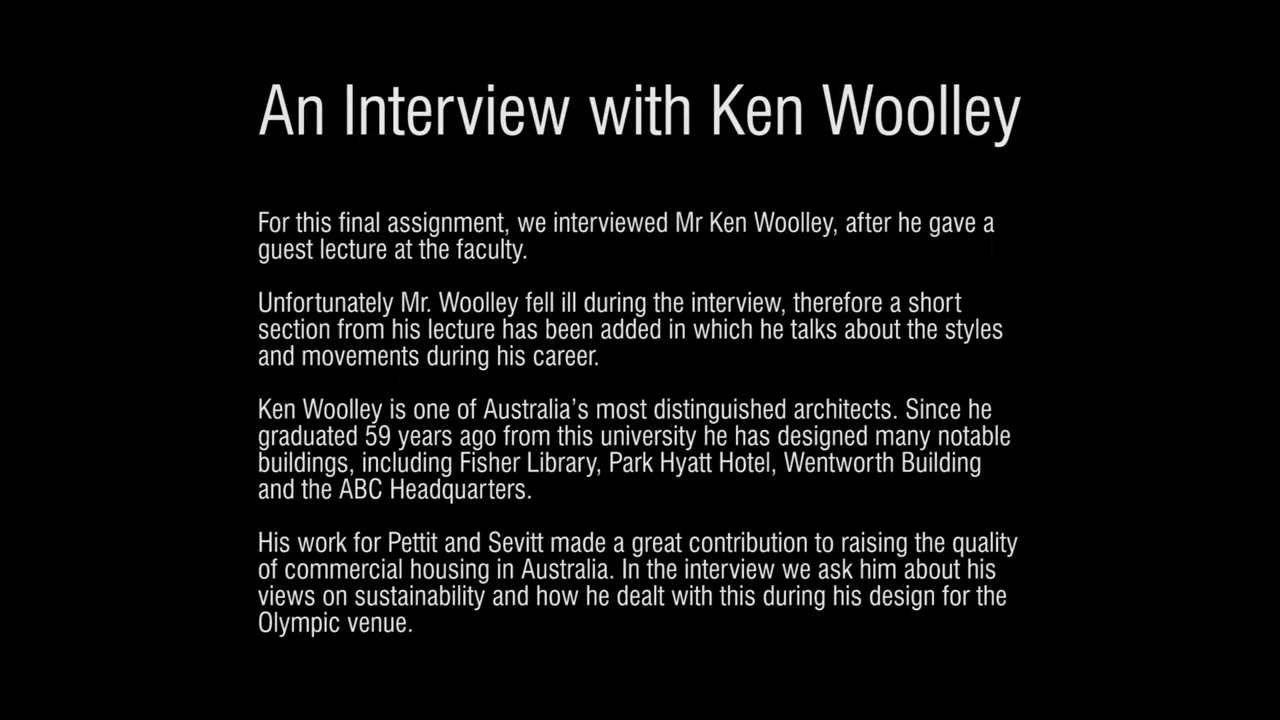 An Interview with Ken Woolley
For this final assignment, we interviewed Mr Ken Woolley, after he gave a
guest lecture at the faculty.
Unfortunately Mr. Woolley fell ill during the interview, therefore a short
section from his lecture has been added in which he talks about the styles
and movements during his career.
Ken Woolley is one of Australia's most distinguished architects. Since he
graduated 59 years ago from this university he has designed many notable
buildings, including Fisher Library, Park Hyatt Hotel, Wentworth Building
and the ABC Headquarters.
His work for Pettit and Sevitt made a great contribution to raising the quality
of commercial housing in Australia. In the interview we ask him about his
views on sustainability and how he dealt with this during his design for the
Olympic venue.